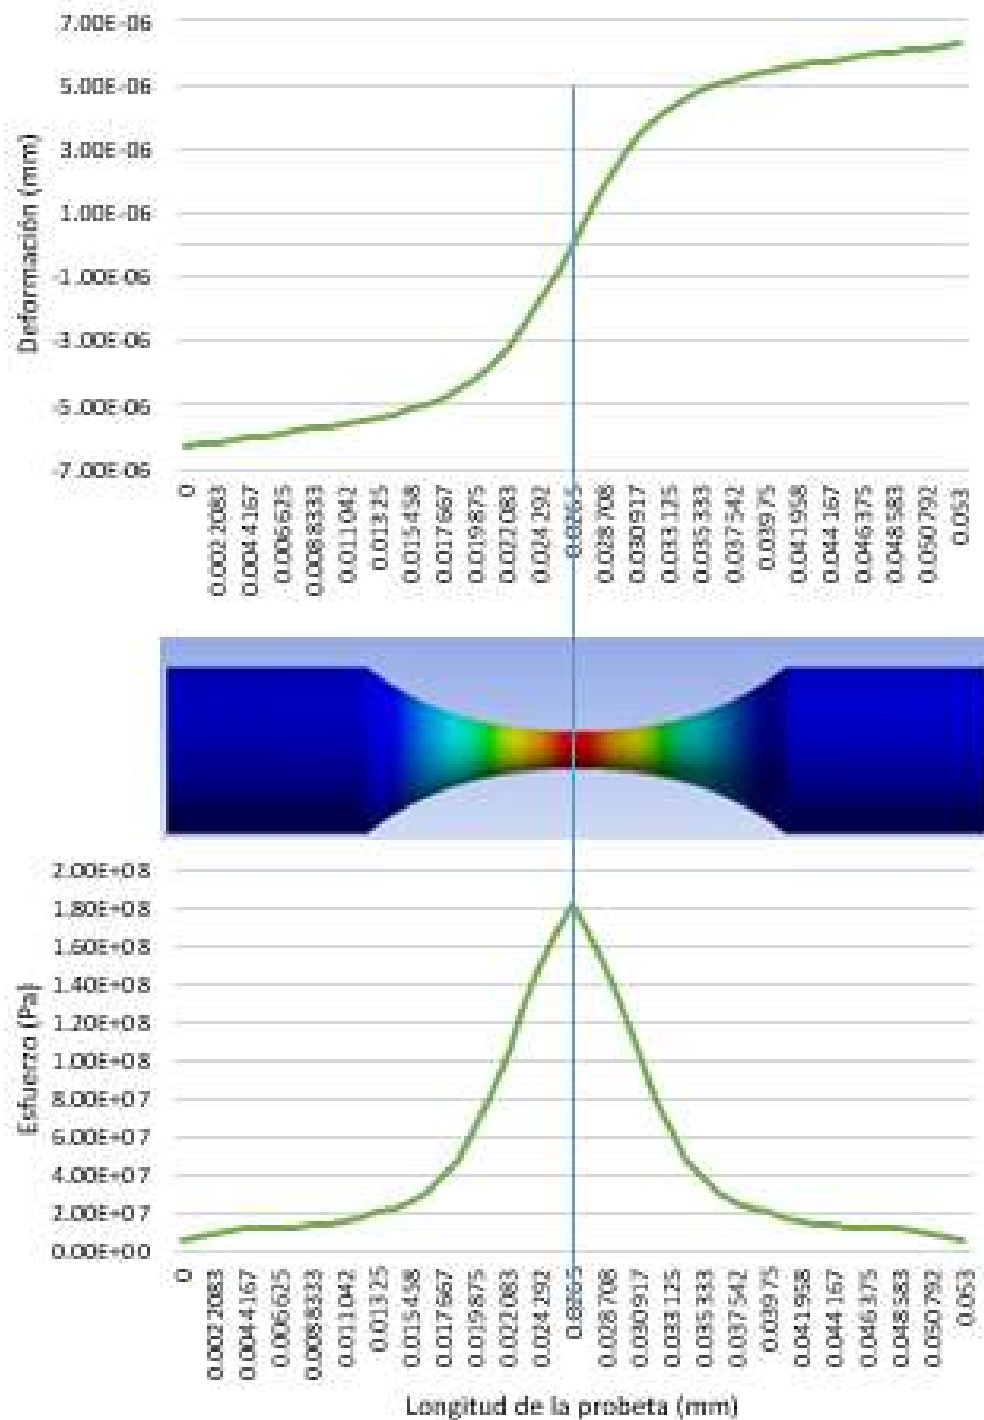 7.00E-06
5.00E-06
3.00E-06
1.00E-06
-1.00E-06
-3.00E-06
-5.00E-06
-7.00E-06
Deformación (mm)
0
0.0022083
0.0044167
0.006625
0.0088333
0.011042
0.01325
0.015458
0.017667
0.019875
0.022083
0.024292
0.0265
0.028708
0.030917
0.033125
0.035333
0.037542
0.03975
0.041958
0.044167
0.046375
0.048583
0.050792
0.053
2.00E+08
1.80E+08
1.60E+08
1.40E+08
1.20E+08
1.00E+08
8.00E+07
6.00E+07
4.00E+07
2.00E+07
0.00E+00
Esfuerzo (Pa)
0
0.0022083
0.0044167
0.006625
0.0088333
0.011042
0.01325
0.015458
0.017667
0.019875
0.022083
0.024292
0.0265
0.028708
0.030917
0.033125
0.035333
0.037542
0.03975
0.041958
0.044167
0.046375
0.048583
0.050792
0.053
Longitud de la probeta (mm)